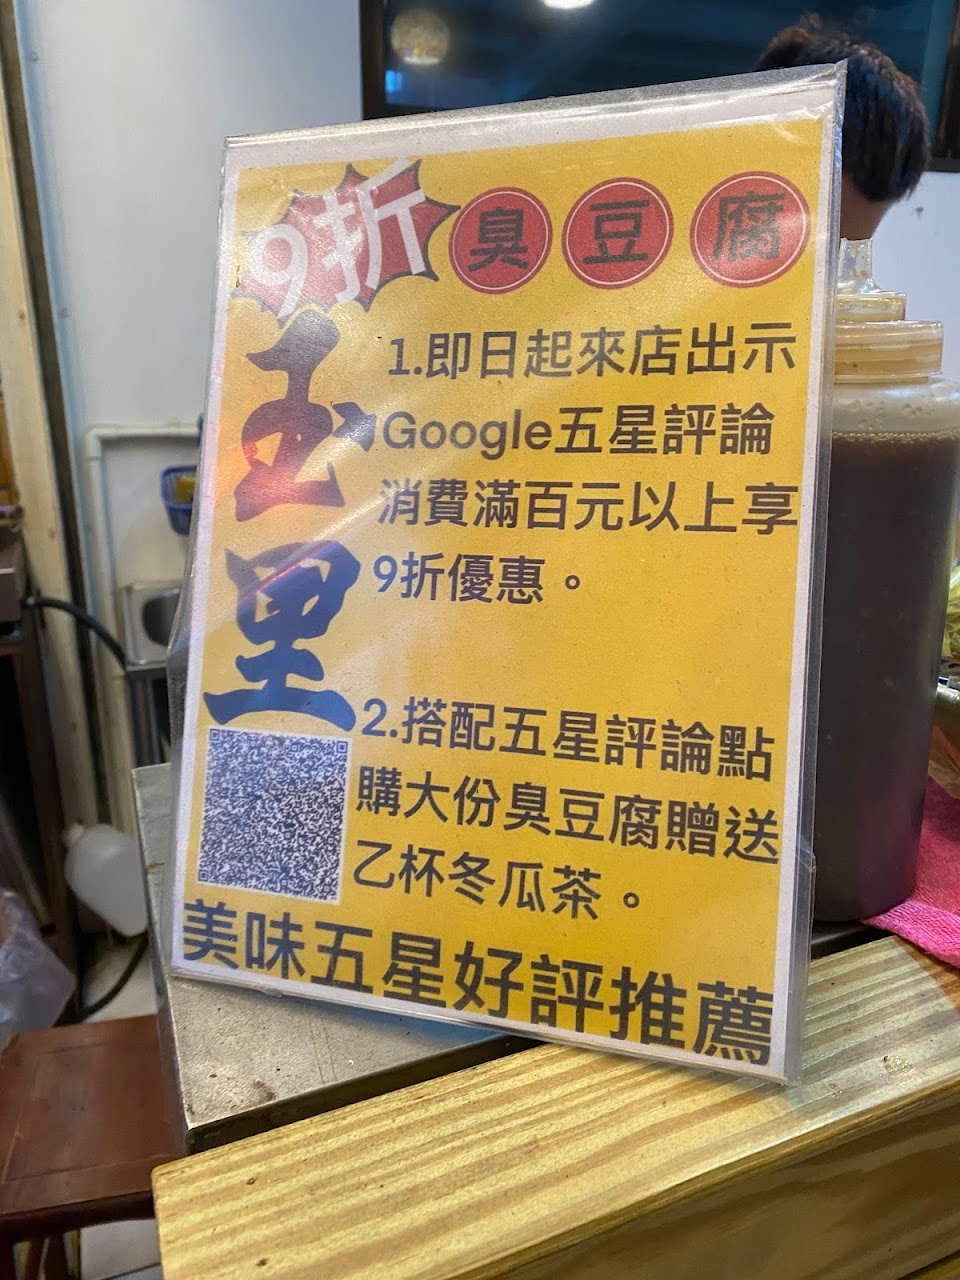 9折
臭豆腐
玉里
1.即日起來店出示
Google五星評論
消費滿百元以上享
9折優惠。
2.搭配五星評論點
購大份臭豆腐贈送
乙杯冬瓜茶。
美味五星好評推薦